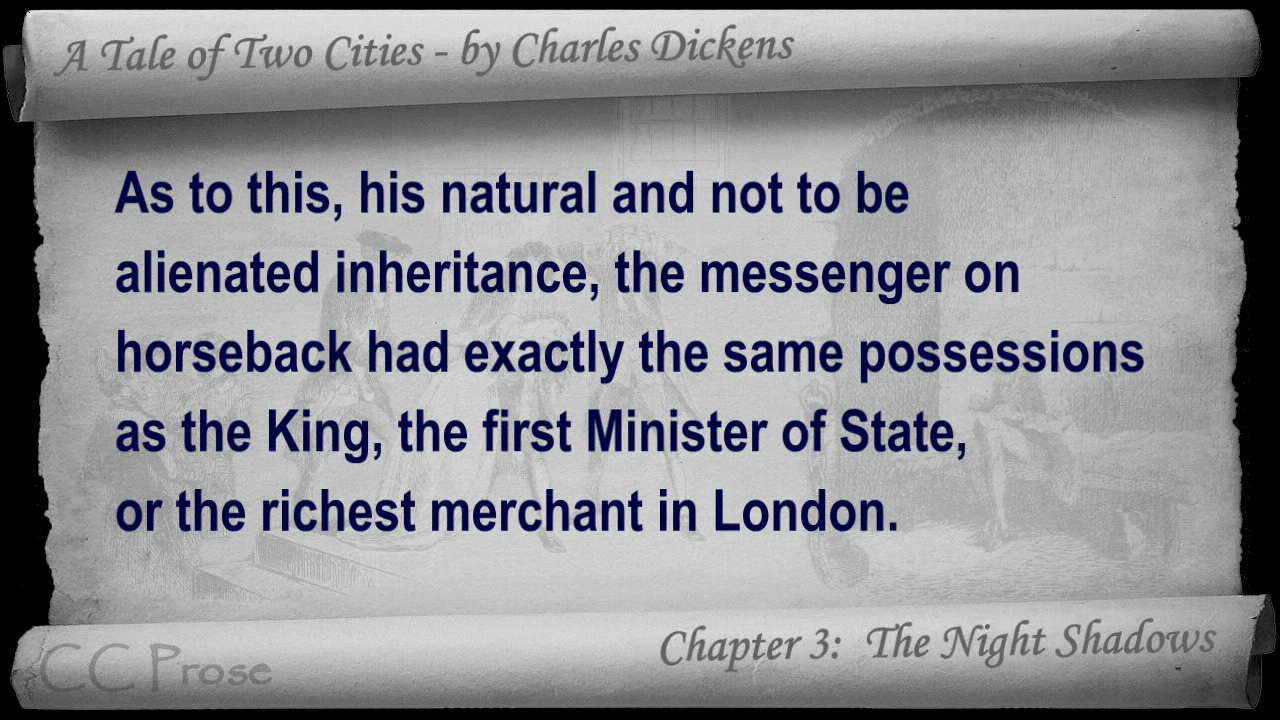 A Tale of Two Cities - by Charles Dickens
As to this, his natural and not to be
alienated inheritance, the messenger on
horseback had exactly the same possessions
as the King, the first Minister of State,
or the richest merchant in London.
Chapter 3: The Night Shadows
CC Prose